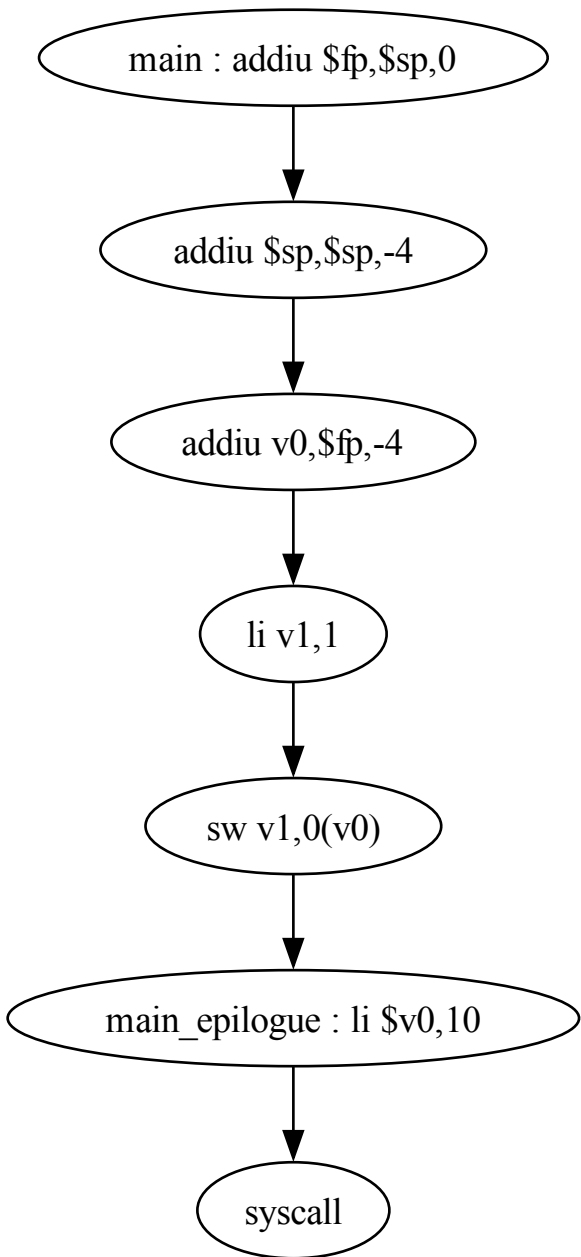 main : addiu $fp,$sp,0
addiu $sp,$sp,-4
addiu v0,$fp,-4
li v1,1
sw v1,0(v0)
main_epilogue : li $v0,10
syscall